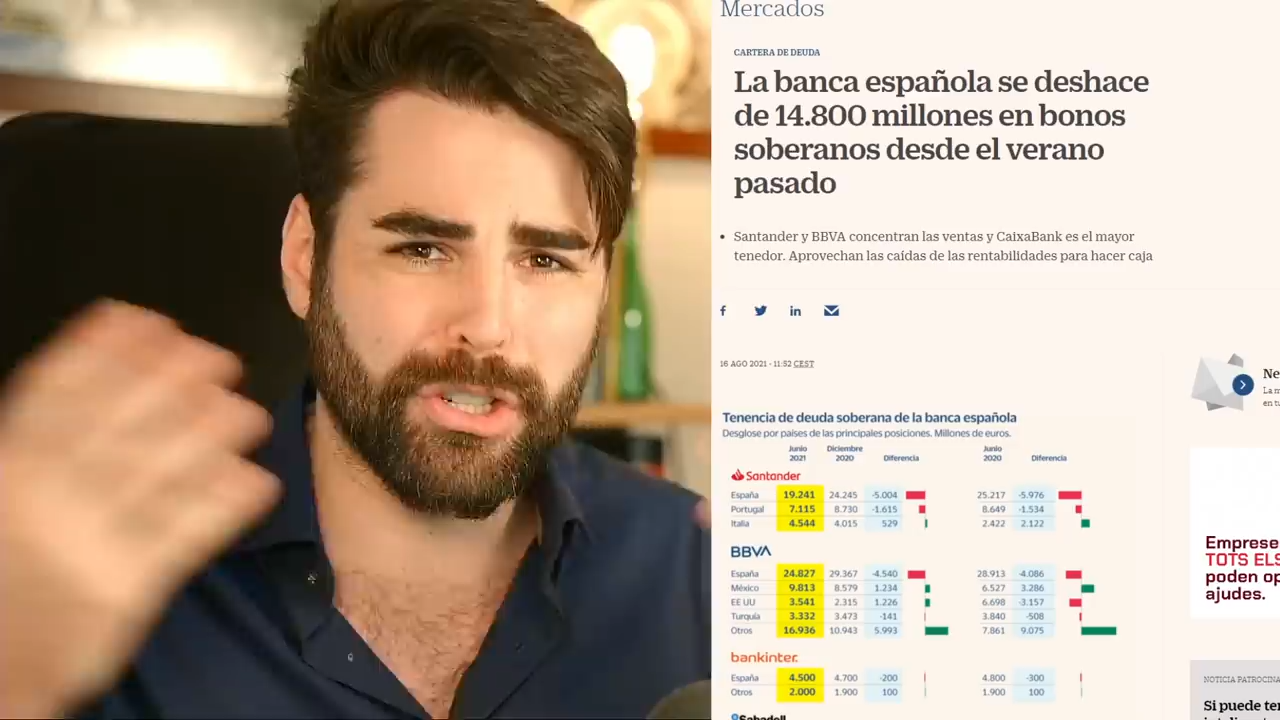 Mercados
CARTERA DE DEUDA
La banca española se deshace
de 14.800 millones en bonos
soberanos desde el verano
pasado
• Santander y BBVA concentran las ventas y CaixaBank es el mayor
tenedor. Aprovechan las caídas de las rentabilidades para hacer caja
16 AGO 2021 - 11:52 CEST
Ne
La m
en tu
Tenencia de deuda soberana de la banca española
Desglose por países de las principales posiciones. Millones de euros.
Junio 2021 Diciembre 2020 Diferencia Junio 2020 Diferencia
Santander
España 19.241 24.245 -5.004 25.217 -5.976
Portugal 7.115 8.730 -1.615 8.649 -1.534
Italia 4.544 4.015 529 2.422 2.122
BBVA
España 24.827 29.367 -4.540 28.913 -4.086
México 9.813 8.579 1.234 6.527 3.286
EE UU 3.541 2.315 1.226 6.698 -3.157
Turquía 3.332 3.473 -141 3.840 -508
Otros 16.936 10.943 5.993 7.861 9.075
bankinter.
España 4.500 4.700 -200 4.800 -300
Otros 2.000 1.900 100 1.900 100
Sabadell
Emprese
TOTS ELS
poden op
ajudes.
NOTICIA PATROCINA
Si puede ter